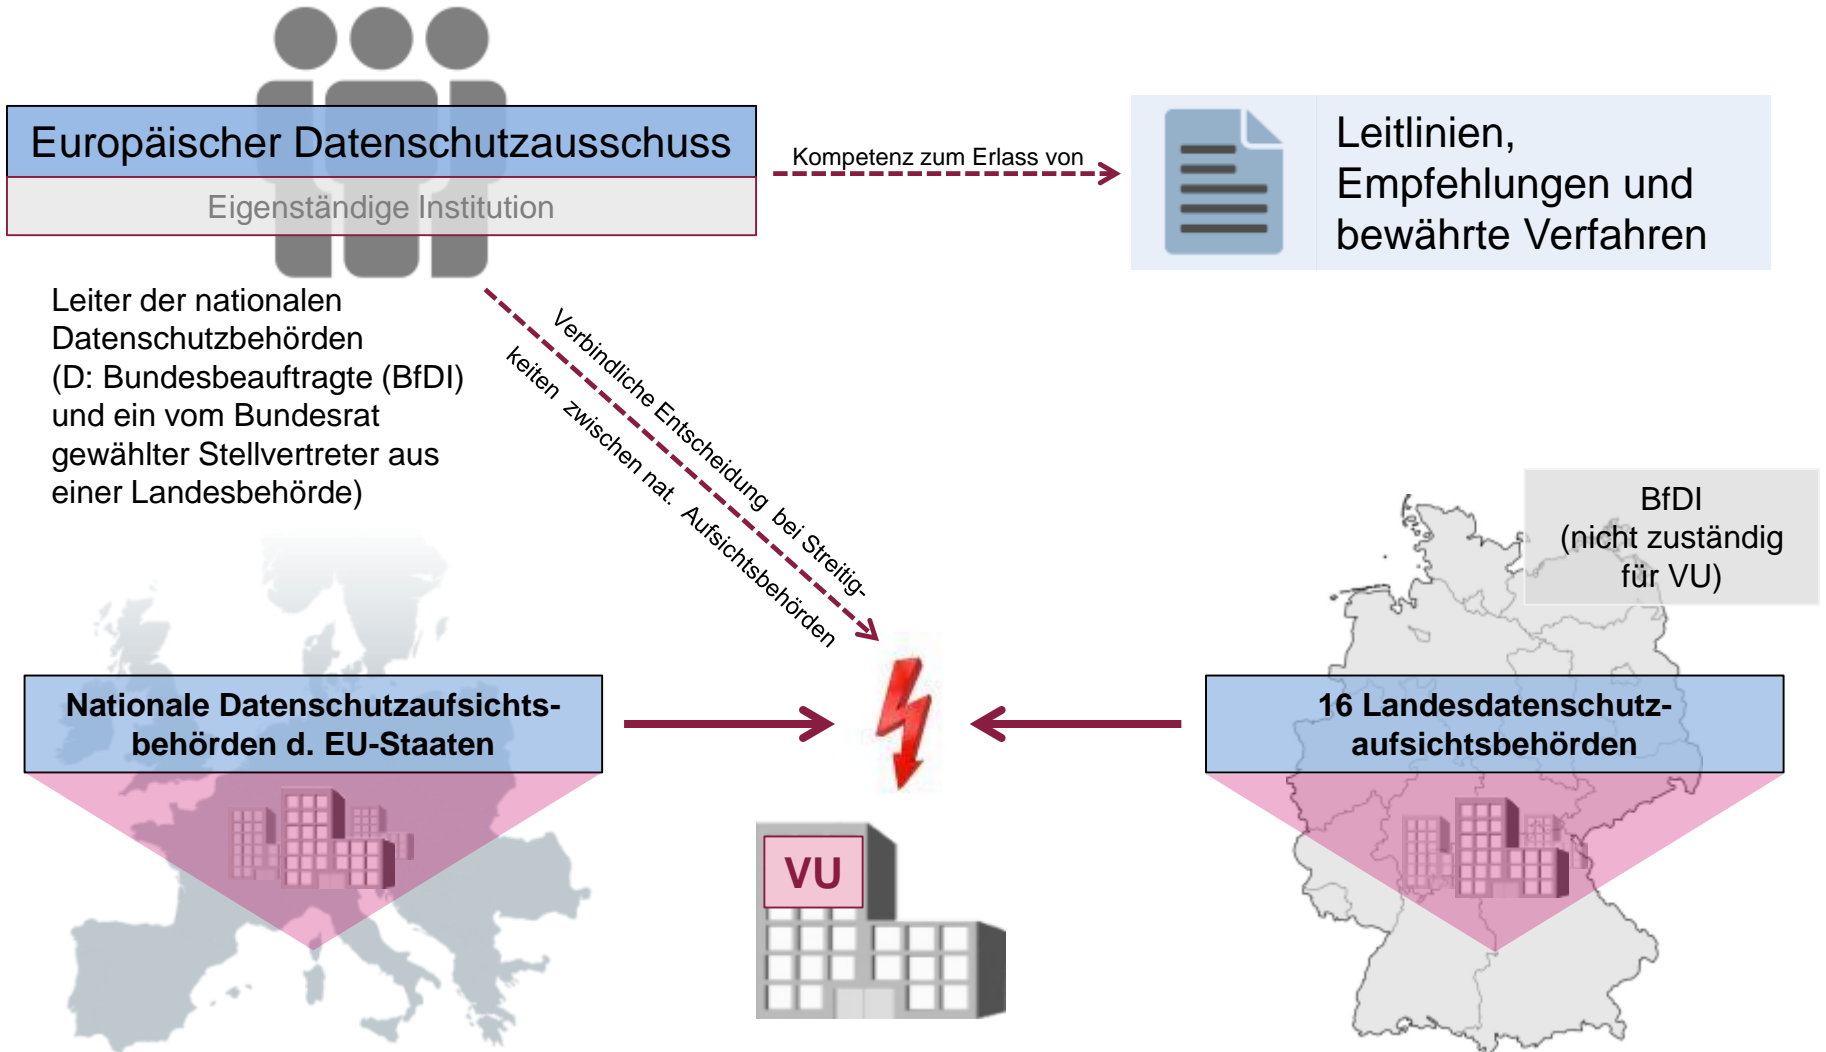 Europäischer Datenschutzausschuss
Eigenständige Institution
Kompetenz zum Erlass von
Leitlinien,
Empfehlungen und
bewährte Verfahren
Leiter der nationalen
Datenschutzbehörden
(D: Bundesbeauftragte (BfDI)
und ein vom Bundesrat
gewählter Stellvertreter aus
einer Landesbehörde)
Verbindliche Entscheidung bei Streitig-
keiten zwischen nat. Aufsichtsbehörden
BfDI
(nicht zuständig
für VU)
Nationale Datenschutzaufsichts-
behörden d. EU-Staaten
16 Landesdatenschutz-
aufsichtsbehörden
VU